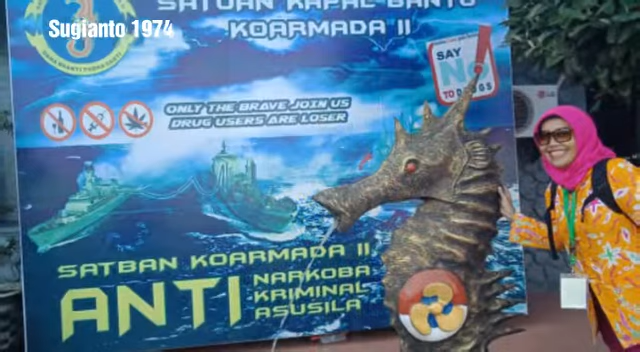 Sugianto 1974
SATUAN KAPAL BANTU
KOARMADA II
SAY
No!
TO DRUGS
ONLY THE BRAVE JOIN US
DRUG USERS ARE LOSER
LG
SATBAN KOARMADA II
ANTI
NARKOBA
KRIMINAL
ASUSILA